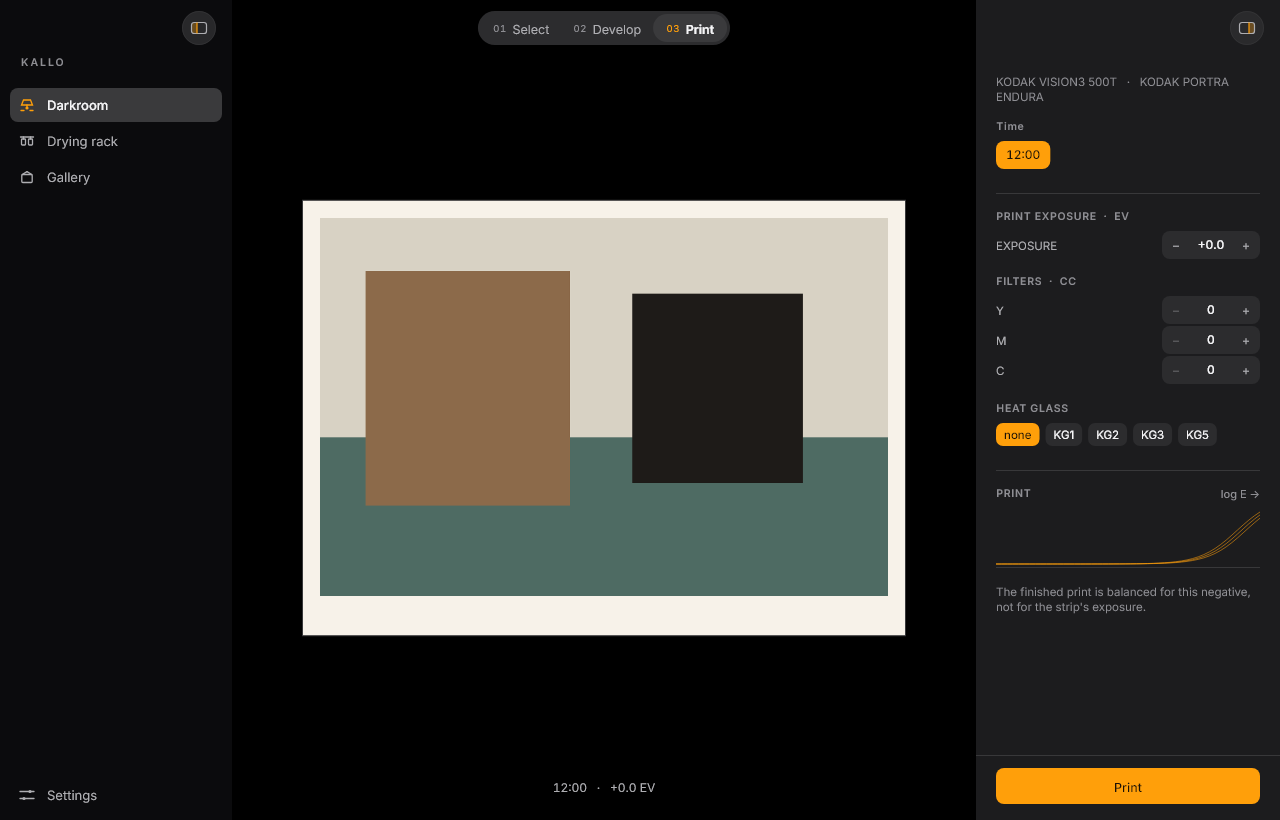 KALLO
Darkroom
Drying rack
Gallery
Settings
01 Select 02 Develop 03 Print
12:00 · +0.0 EV
KODAK VISION3 500T · KODAK PORTRA
ENDURA
Time
12:00
PRINT EXPOSURE · EV
EXPOSURE − +0.0 +
FILTERS · CC
Y − 0 +
M − 0 +
C − 0 +
HEAT GLASS
none KG1 KG2 KG3 KG5
PRINT log E →
The finished print is balanced for this negative,
not for the strip's exposure.
Print